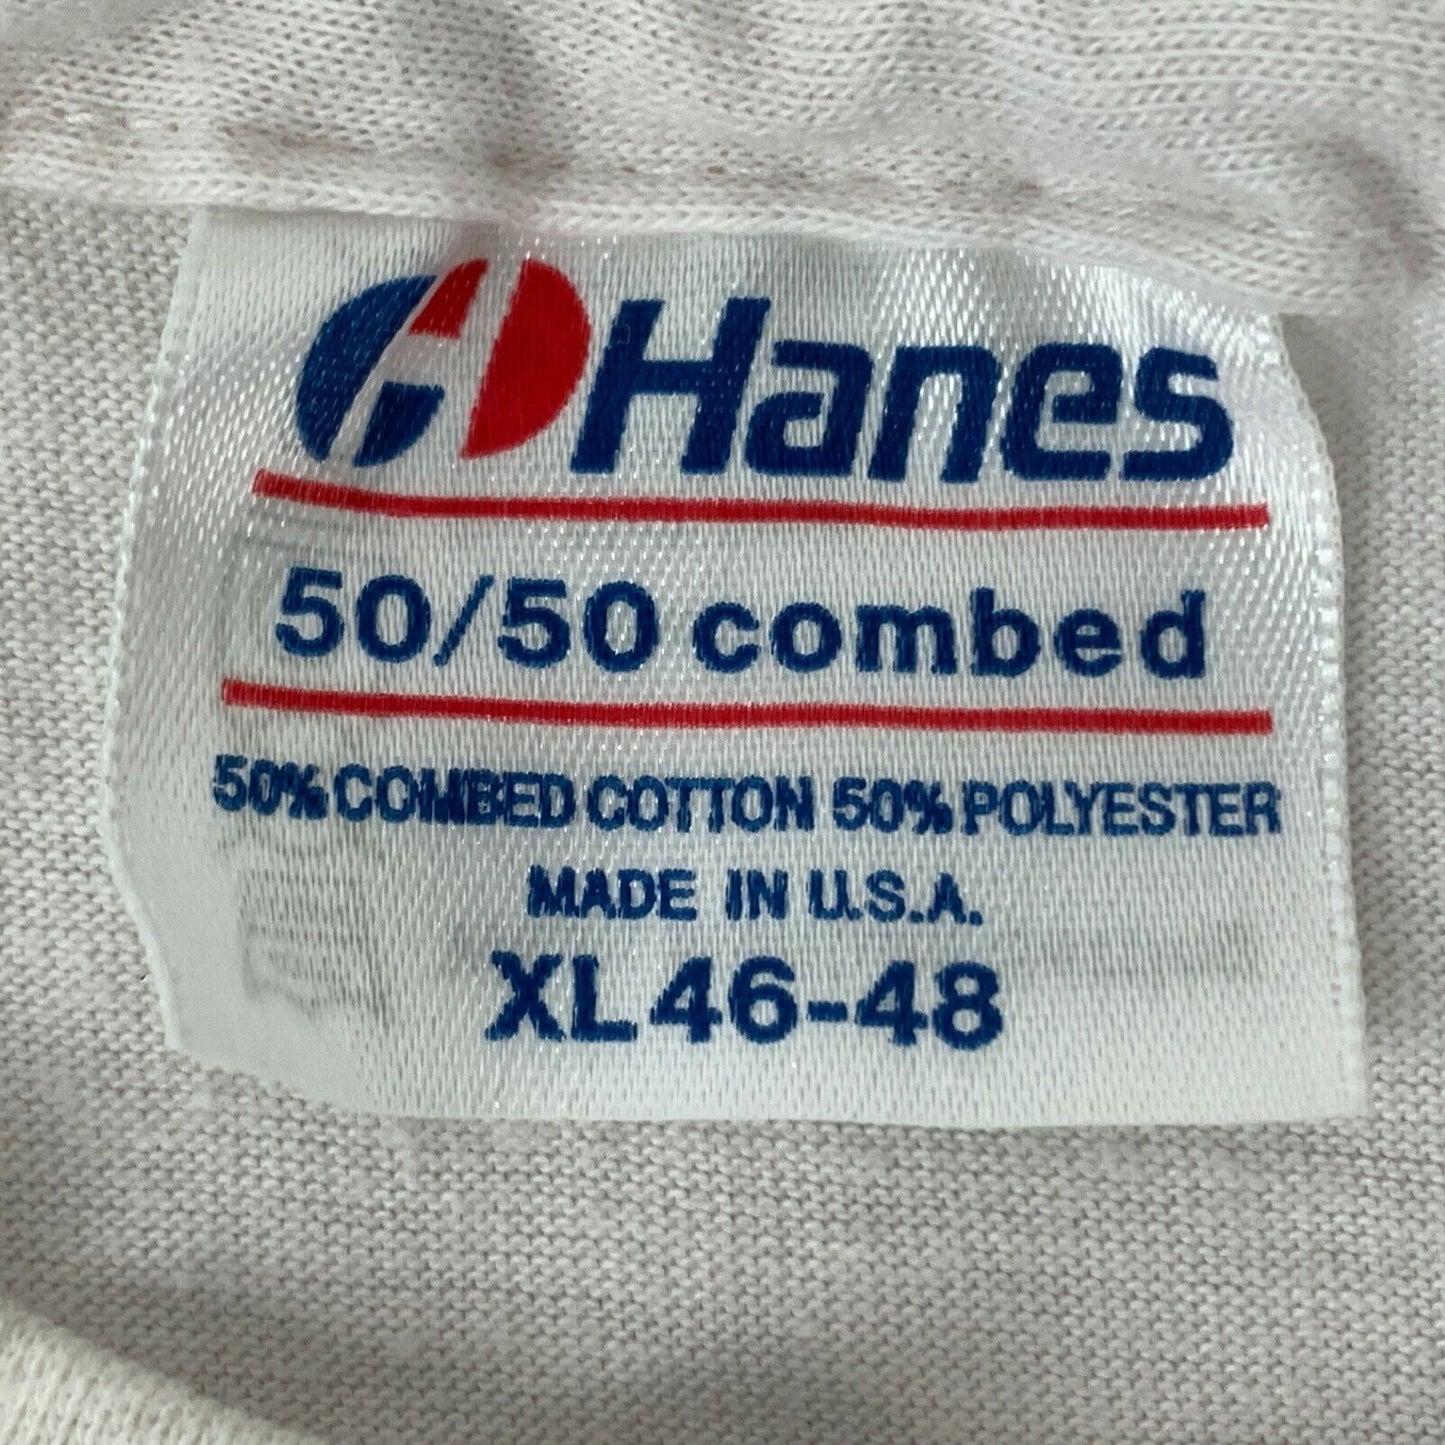 Hanes
50/50 combed
50% COMBED COTTON 50% POLYESTER
MADE IN U.S.A.
XL 46-48